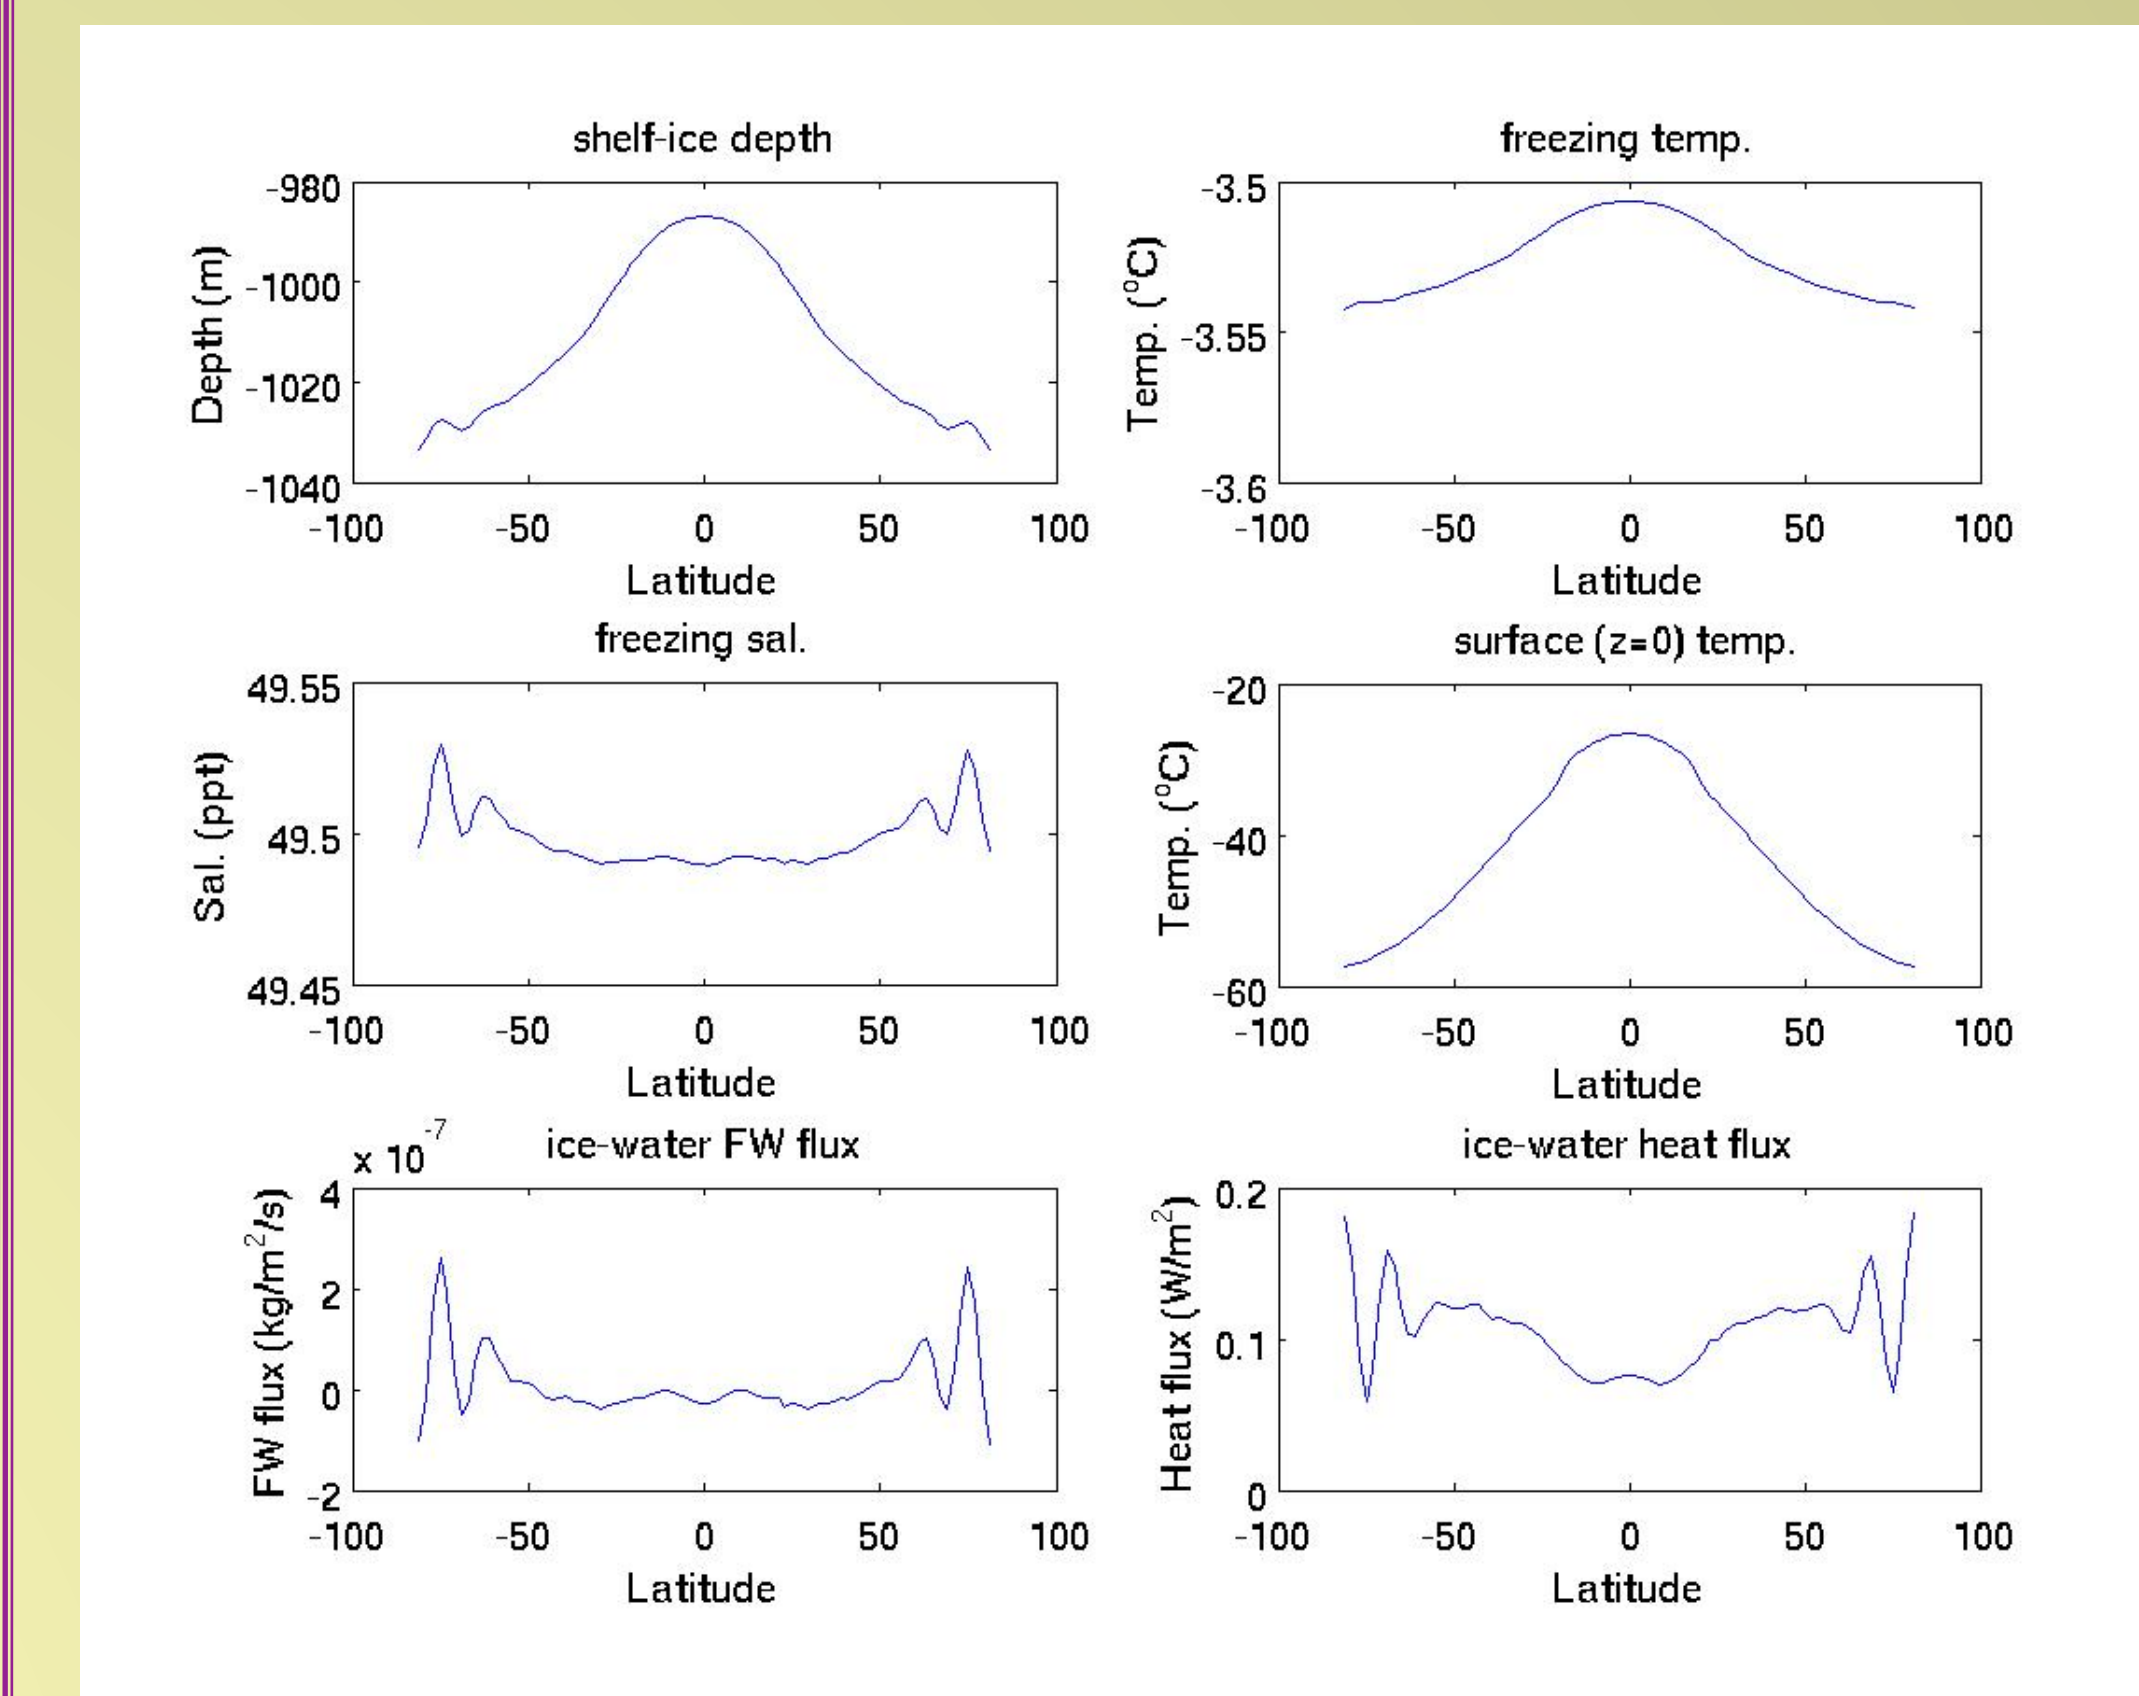 shelf-ice depth
Depth (m)
-980
-1000
-1020
-1040
-100 -50 0 50 100
Latitude
freezing temp.
Temp. (°C)
-3.5
-3.55
-3.6
-100 -50 0 50 100
Latitude
freezing sal.
Sal. (ppt)
49.55
49.5
49.45
-100 -50 0 50 100
Latitude
surface (z=0) temp.
Temp. (°C)
-20
-40
-60
-100 -50 0 50 100
Latitude
x 10⁻⁷
ice-water FW flux
FW flux (kg/m²/s)
4
2
0
-2
-100 -50 0 50 100
Latitude
ice-water heat flux
Heat flux (W/m²)
0.2
0.1
0
-100 -50 0 50 100
Latitude